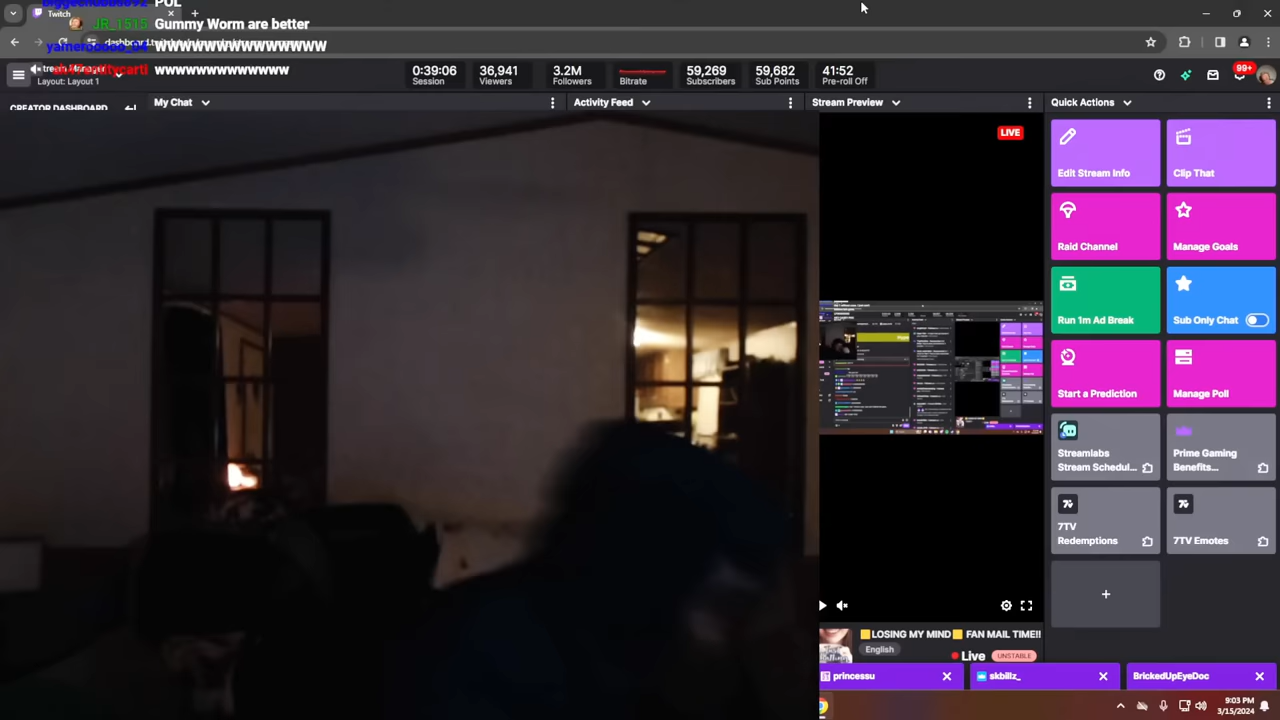 POL
Twitch
JR_1515 Gummy Worm are better
yamerooooo_04 WWWWWWWWWWWWWWW
wwwwwwwwwwwww
Layout: Layout 1
0:39:06
Session
36,941
Viewers
3.2M
Followers
Bitrate
59,269
Subscribers
59,682
Sub Points
41:52
Pre-roll Off
99+
CREATOR DASHBOARD
My Chat
Activity Feed
Stream Preview
Quick Actions
LIVE
Edit Stream Info
Clip That
Raid Channel
Manage Goals
Run 1m Ad Break
Sub Only Chat
Start a Prediction
Manage Poll
Streamlabs
Stream Schedul...
Prime Gaming
Benefits...
7TV
Redemptions
7TV Emotes
+
🟨LOSING MY MIND🟨 FAN MAIL TIME!!
English
Live
UNSTABLE
princessu
skbillz_
BrickedUpEyeDoc
9:03 PM
3/15/2024